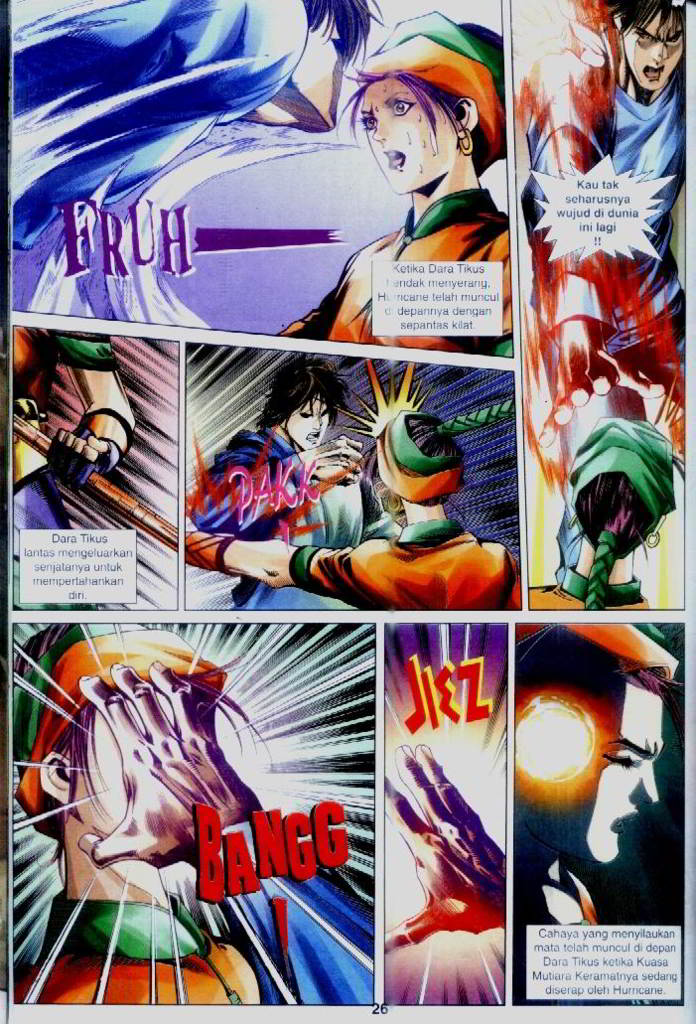 FRUH
Ketika Dara Tikus
hendak menyerang,
Hurricane telah muncul
di depannya dengan
sepantas kilat.
Kau tak
seharusnya
wujud di dunia
ini lagi
!!
Dara Tikus
lantas mengeluarkan
senjatanya untuk
mempertahankan
diri.
PAKK
!
BANGG
!
JIEZ
Cahaya yang menyilaukan
mata telah muncul di depan
Dara Tikus ketika Kuasa
Mutiara Keramatnya sedang
diserap oleh Hurricane.
26